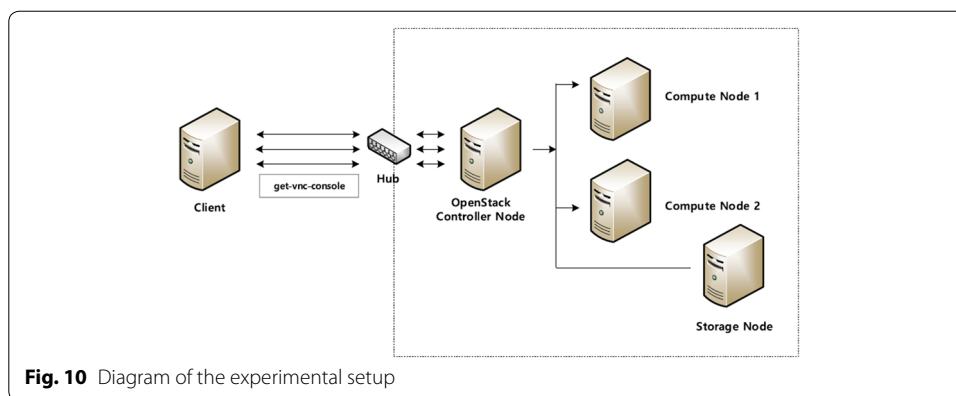 Client
get-vnc-console
Hub
OpenStack
Controller Node
Compute Node 1
Compute Node 2
Storage Node
Fig. 10 Diagram of the experimental setup